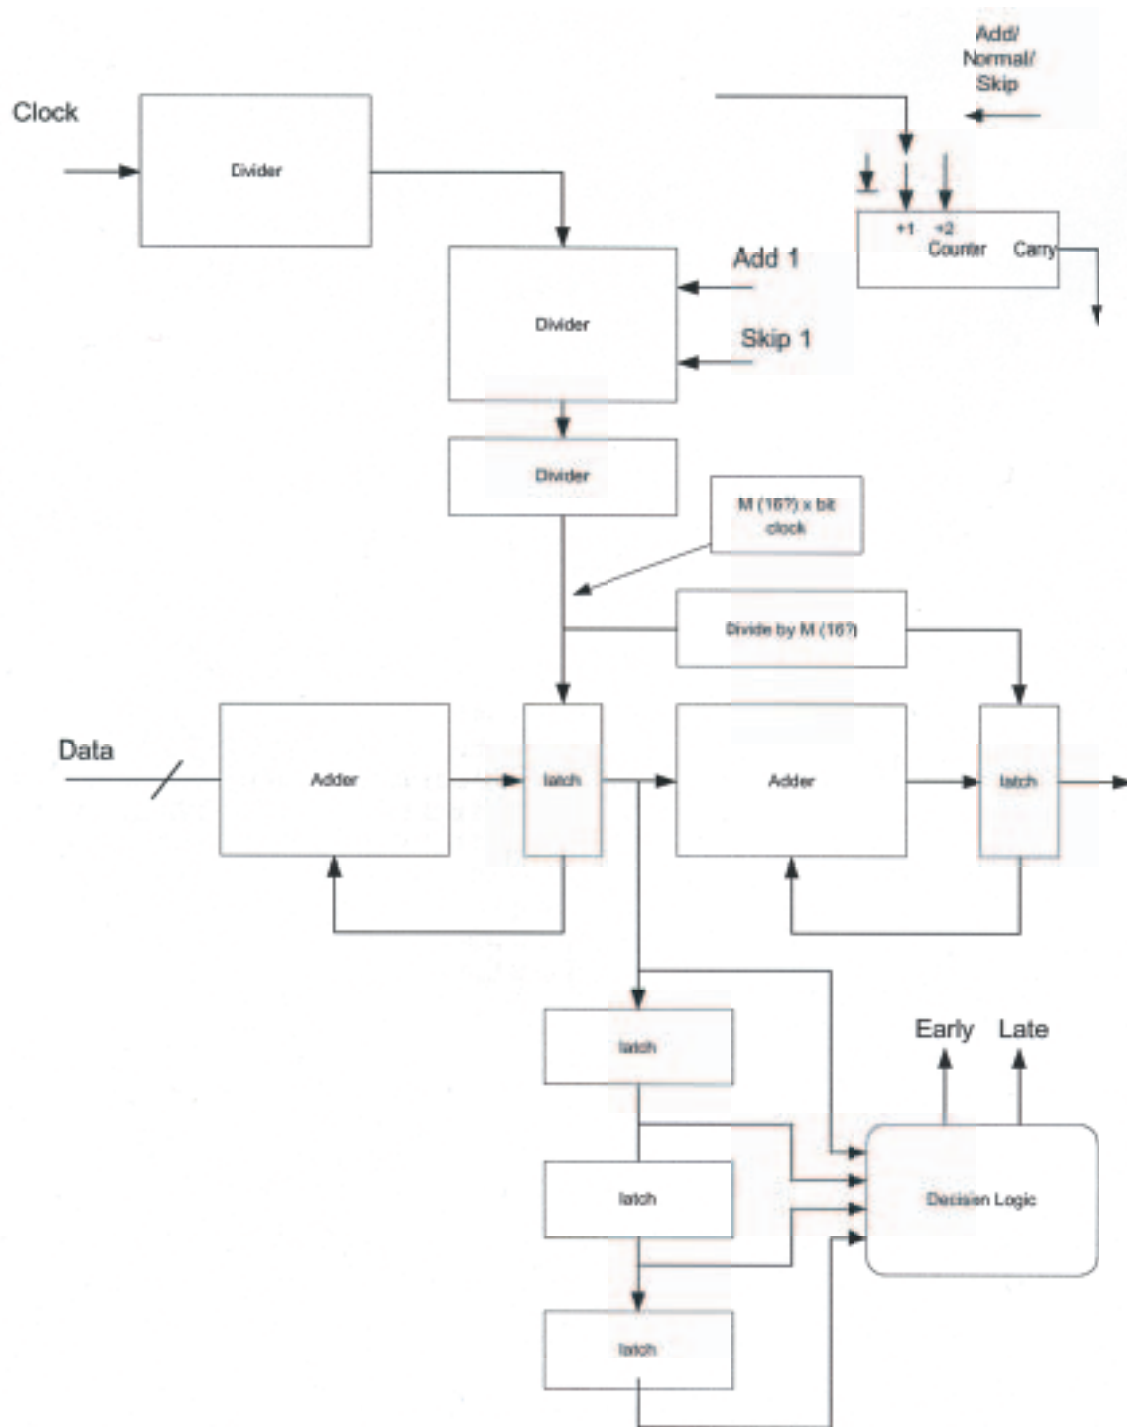 Add/
Normal/
Skip
Clock
Divider
+1 +2
Counter Carry
Add 1
Divider
Skip 1
Divider
M (16?) x bit
clock
Divide by M (16?)
Data
Adder
latch
Adder
latch
latch
Early Late
latch
Decision Logic
latch